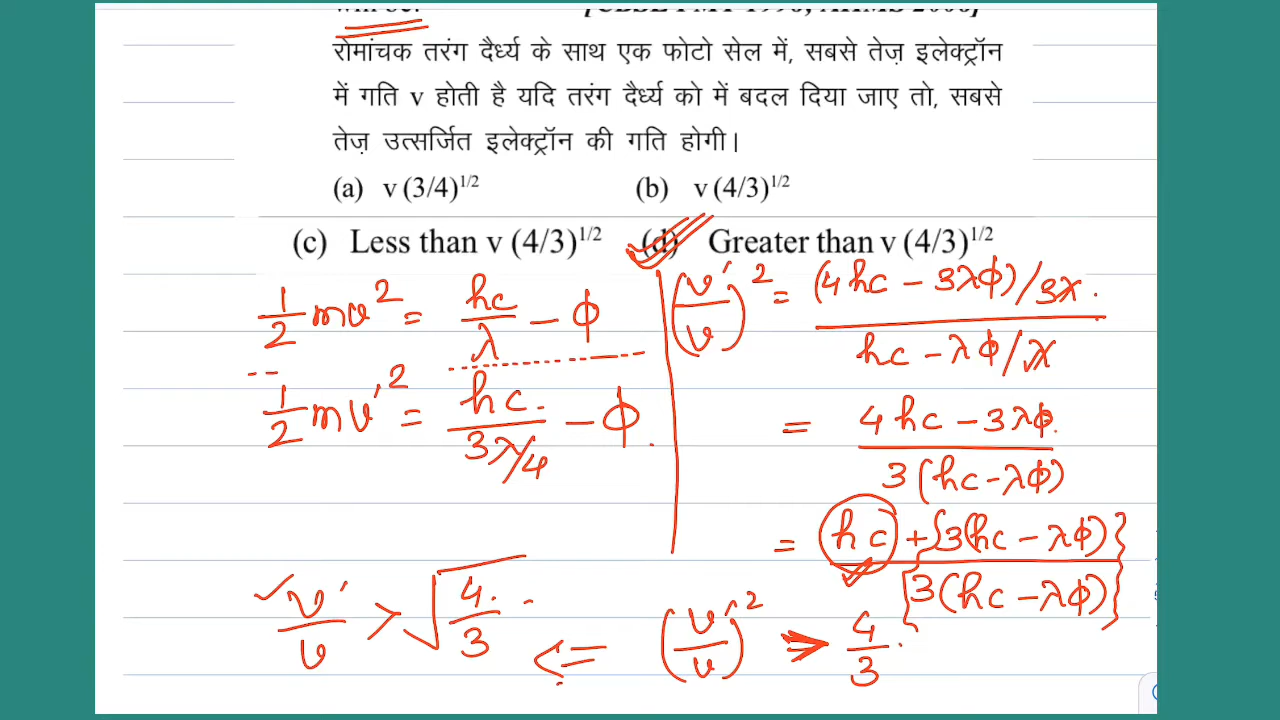 रोमांचक तरंग दैर्ध्य के साथ एक फोटो सेल में, सबसे तेज़ इलेक्ट्रॉन
में गति v होती है यदि तरंग दैर्ध्य को में बदल दिया जाए तो, सबसे
तेज़ उत्सर्जित इलेक्ट्रॉन की गति होगी।
(a) v (3/4)^1/2 (b) v (4/3)^1/2
(c) Less than v (4/3)^1/2 (d) Greater than v (4/3)^1/2
1/2 mv^2 = hc/λ - ϕ
1/2 mv'^2 = hc./3λ/4 - ϕ.
(v'/v)^2 = (4hc - 3λϕ)/3λ. / hc - λϕ/λ
= 4hc - 3λϕ. / 3(hc-λϕ)
= hc + {3(hc - λϕ)} / {3(hc-λϕ)}
v'/v > √4./3 <= (v'/v)^2 > 4/3.